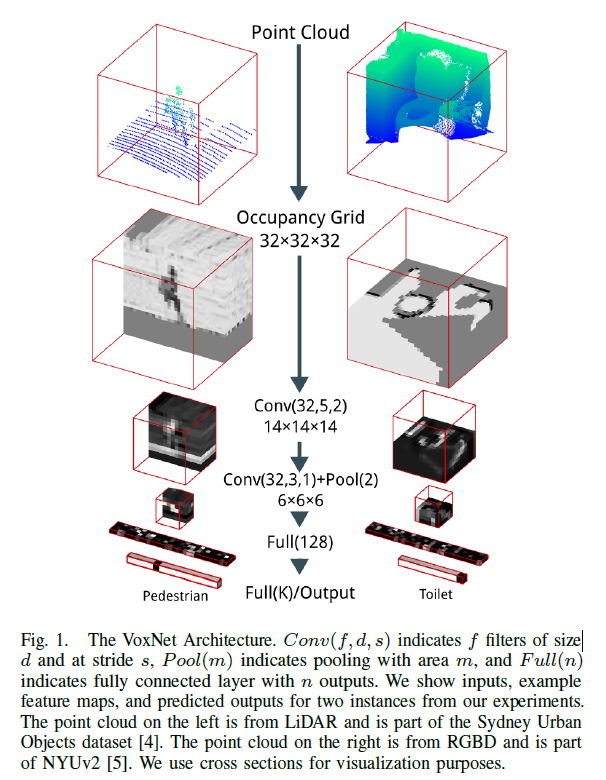 Point Cloud
Occupancy Grid
32×32×32
Conv(32,5,2)
14×14×14
Conv(32,3,1)+Pool(2)
6×6×6
Full(128)
Full(K)/Output
Pedestrian
Toilet
Fig. 1. The VoxNet Architecture. Conv(f, d, s) indicates f filters of size
d and at stride s, Pool(m) indicates pooling with area m, and Full(n)
indicates fully connected layer with n outputs. We show inputs, example
feature maps, and predicted outputs for two instances from our experiments.
The point cloud on the left is from LiDAR and is part of the Sydney Urban
Objects dataset [4]. The point cloud on the right is from RGBD and is part
of NYUv2 [5]. We use cross sections for visualization purposes.